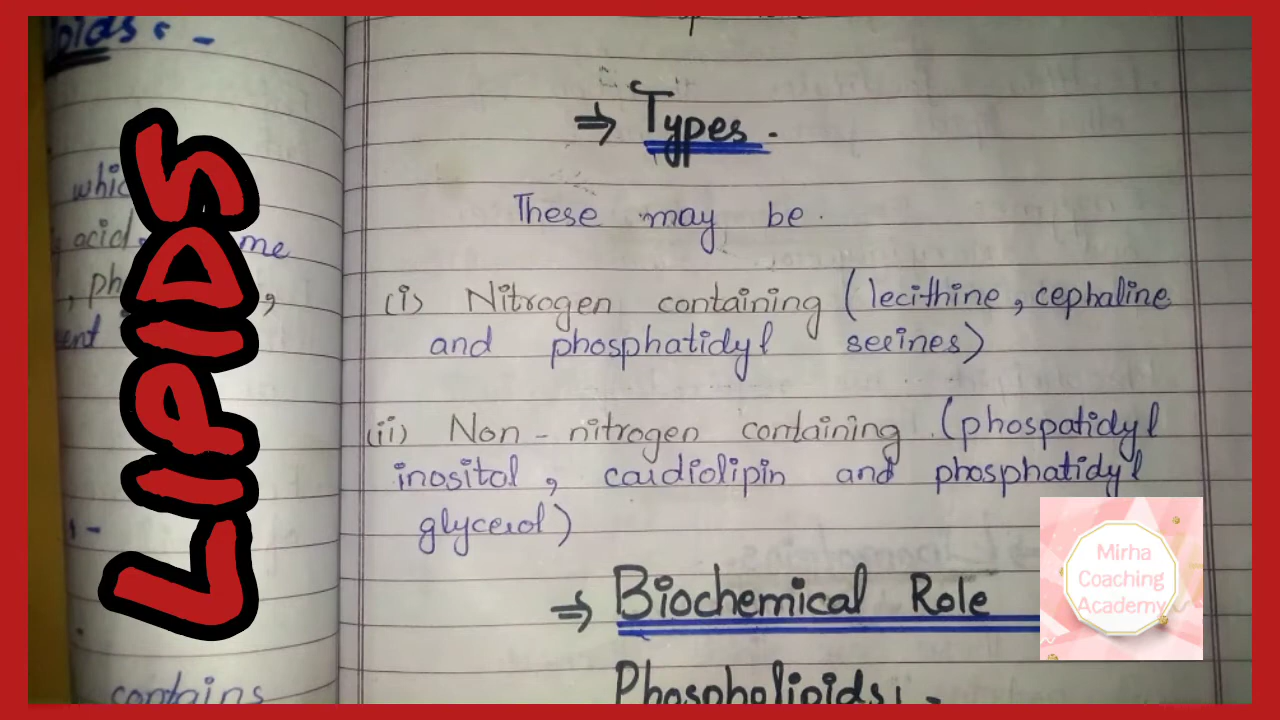 LIPIDS
acid
me
contains
⇒ Types.
These may be.
(i) Nitrogen containing (lecithine, cephaline
and phosphatidyl serines)
(ii) Non-nitrogen containing (phospatidyl
inositol, cardiolipin and phosphatidyl
glycerol)
⇒ Biochemical Role
Phospholipids:-
Mirha
Coaching
Academy